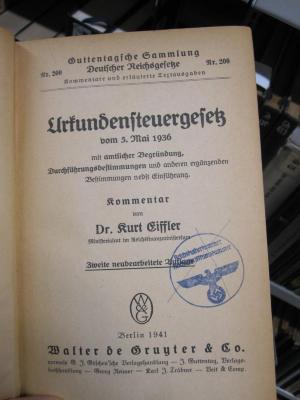 Guttentagsche Sammlung
Nr. 200 Deutscher Reichsgesetze Nr. 200
Kommentare und erläuterte Textausgaben
Urkundensteuergesetz
vom 5. Mai 1936
mit amtlicher Begründung,
Durchführungsbestimmungen und anderen ergänzenden
Bestimmungen nebst Einführung.
Kommentar
von
Dr. Kurt Eiffler
Ministerialrat im Reichsfinanzministerium
Zweite neubearbeitete Auflage
W
G
Berlin 1941
Walter de Gruyter & Co.
vormals G. J. Göschen'sche Verlagshandlung — J. Guttentag, Verlags-
buchhandlung — Georg Reimer — Karl J. Trübner — Veit & Comp.